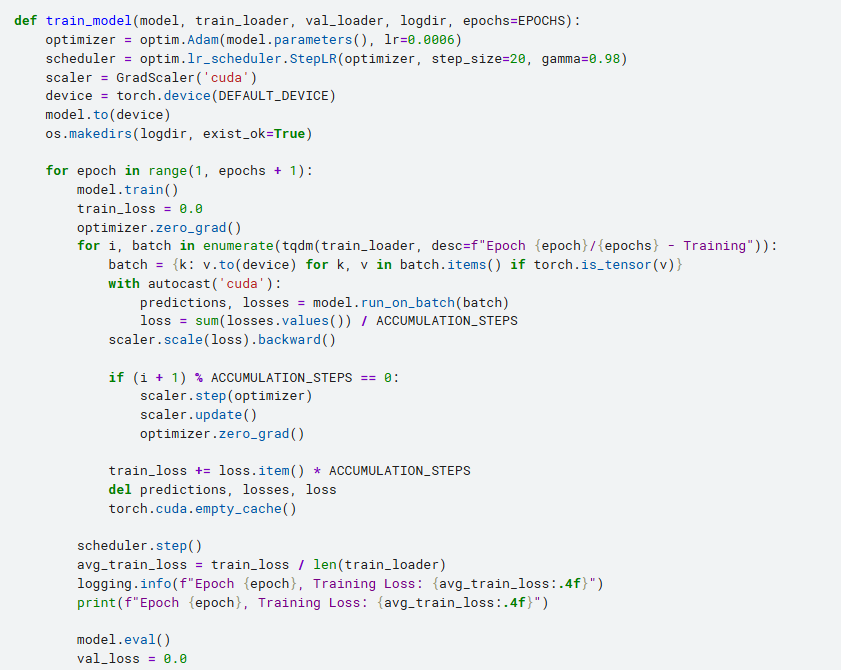 def train_model(model, train_loader, val_loader, logdir, epochs=EPOCHS):
    optimizer = optim.Adam(model.parameters(), lr=0.0006)
    scheduler = optim.lr_scheduler.StepLR(optimizer, step_size=20, gamma=0.98)
    scaler = GradScaler('cuda')
    device = torch.device(DEFAULT_DEVICE)
    model.to(device)
    os.makedirs(logdir, exist_ok=True)

    for epoch in range(1, epochs + 1):
        model.train()
        train_loss = 0.0
        optimizer.zero_grad()
        for i, batch in enumerate(tqdm(train_loader, desc=f"Epoch {epoch}/{epochs} - Training")):
            batch = {k: v.to(device) for k, v in batch.items() if torch.is_tensor(v)}
            with autocast('cuda'):
                predictions, losses = model.run_on_batch(batch)
                loss = sum(losses.values()) / ACCUMULATION_STEPS
            scaler.scale(loss).backward()

            if (i + 1) % ACCUMULATION_STEPS == 0:
                scaler.step(optimizer)
                scaler.update()
                optimizer.zero_grad()

            train_loss += loss.item() * ACCUMULATION_STEPS
            del predictions, losses, loss
            torch.cuda.empty_cache()

        scheduler.step()
        avg_train_loss = train_loss / len(train_loader)
        logging.info(f"Epoch {epoch}, Training Loss: {avg_train_loss:.4f}")
        print(f"Epoch {epoch}, Training Loss: {avg_train_loss:.4f}")

        model.eval()
        val_loss = 0.0